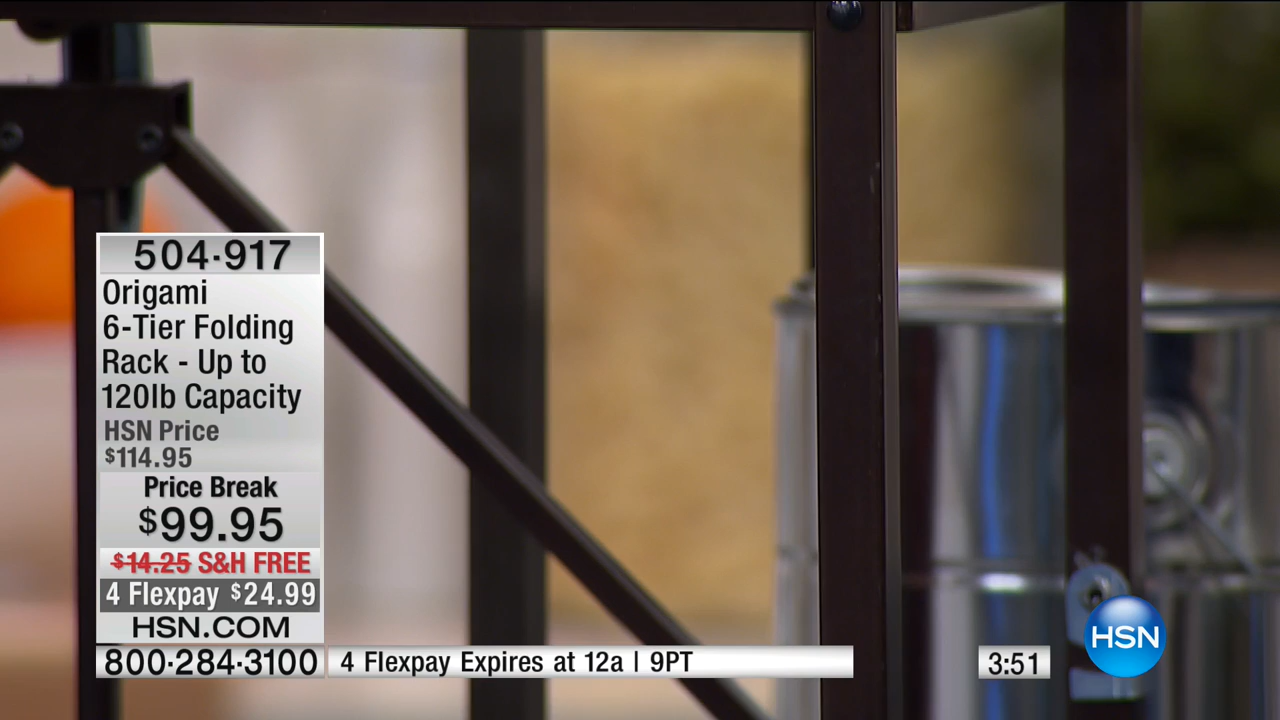 504·917
Origami
6-Tier Folding
Rack - Up to
120lb Capacity
HSN Price
$114.95
Price Break
$99.95
$14.25 S&H FREE
4 Flexpay $24.99
HSN.COM
800·284·3100
4 Flexpay Expires at 12a | 9PT
3:51
HSN